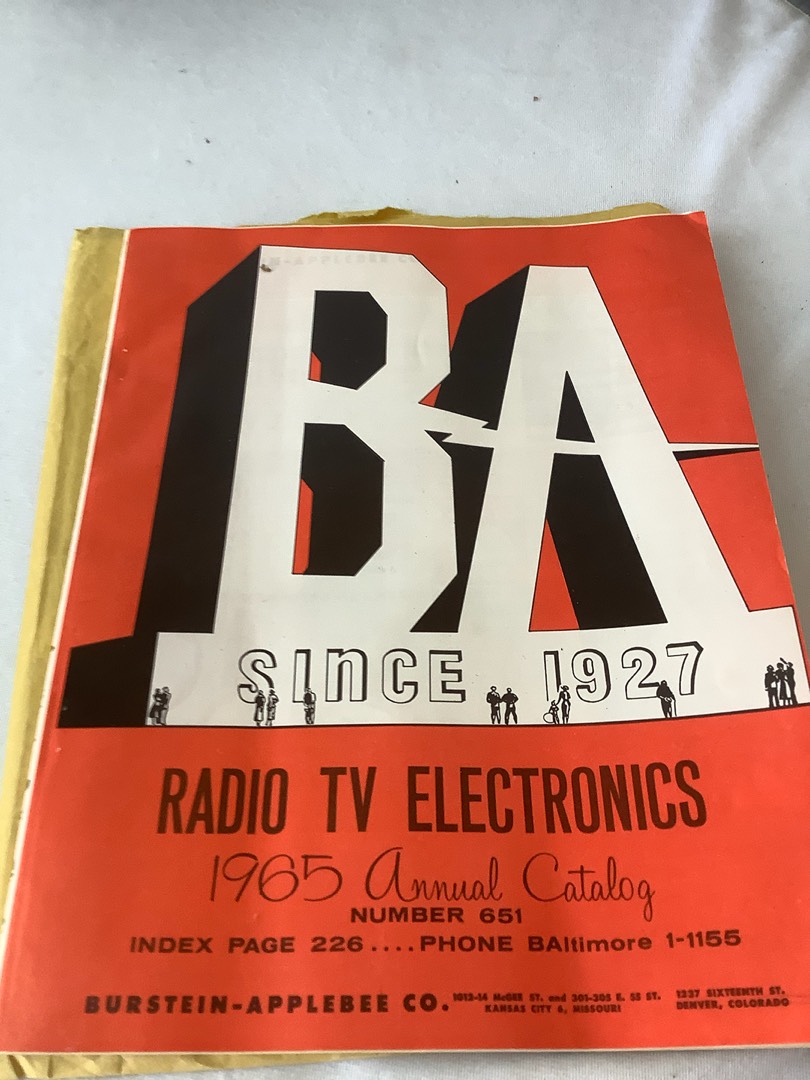 BA
SINCE 1927
RADIO TV ELECTRONICS
1965 Annual Catalog
NUMBER 651
INDEX PAGE 226....PHONE BAltimore 1-1155
BURSTEIN-APPLEBEE CO. 1012-14 McGEE ST. and 301-305 E. 55 ST. 1237 SIXTEENTH ST.
KANSAS CITY 6, MISSOURI DENVER, COLORADO